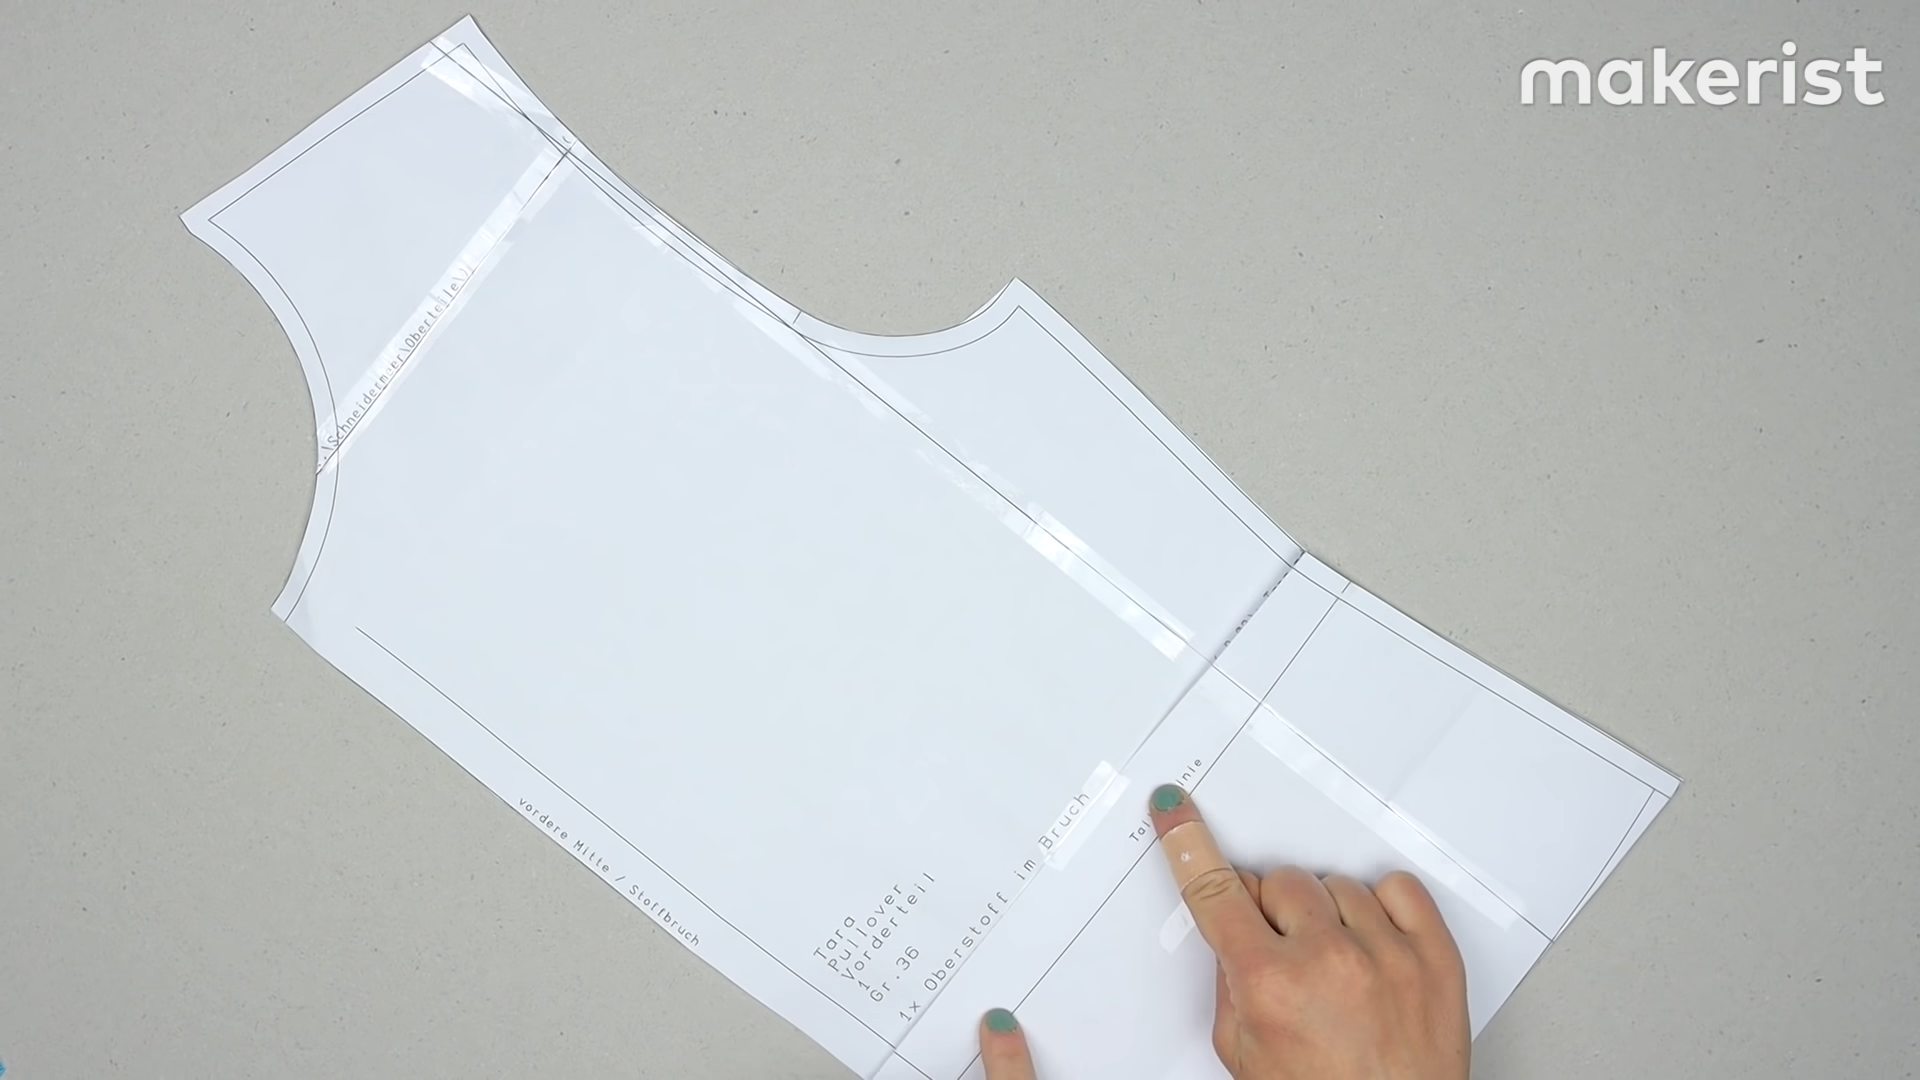 makerist
.\Schneidermeer\Oberteile\)
vordere Mitte / Stoffbruch
Tara
Pullover
Vorderteil
Gr.36
1x Oberstoff im Bruch